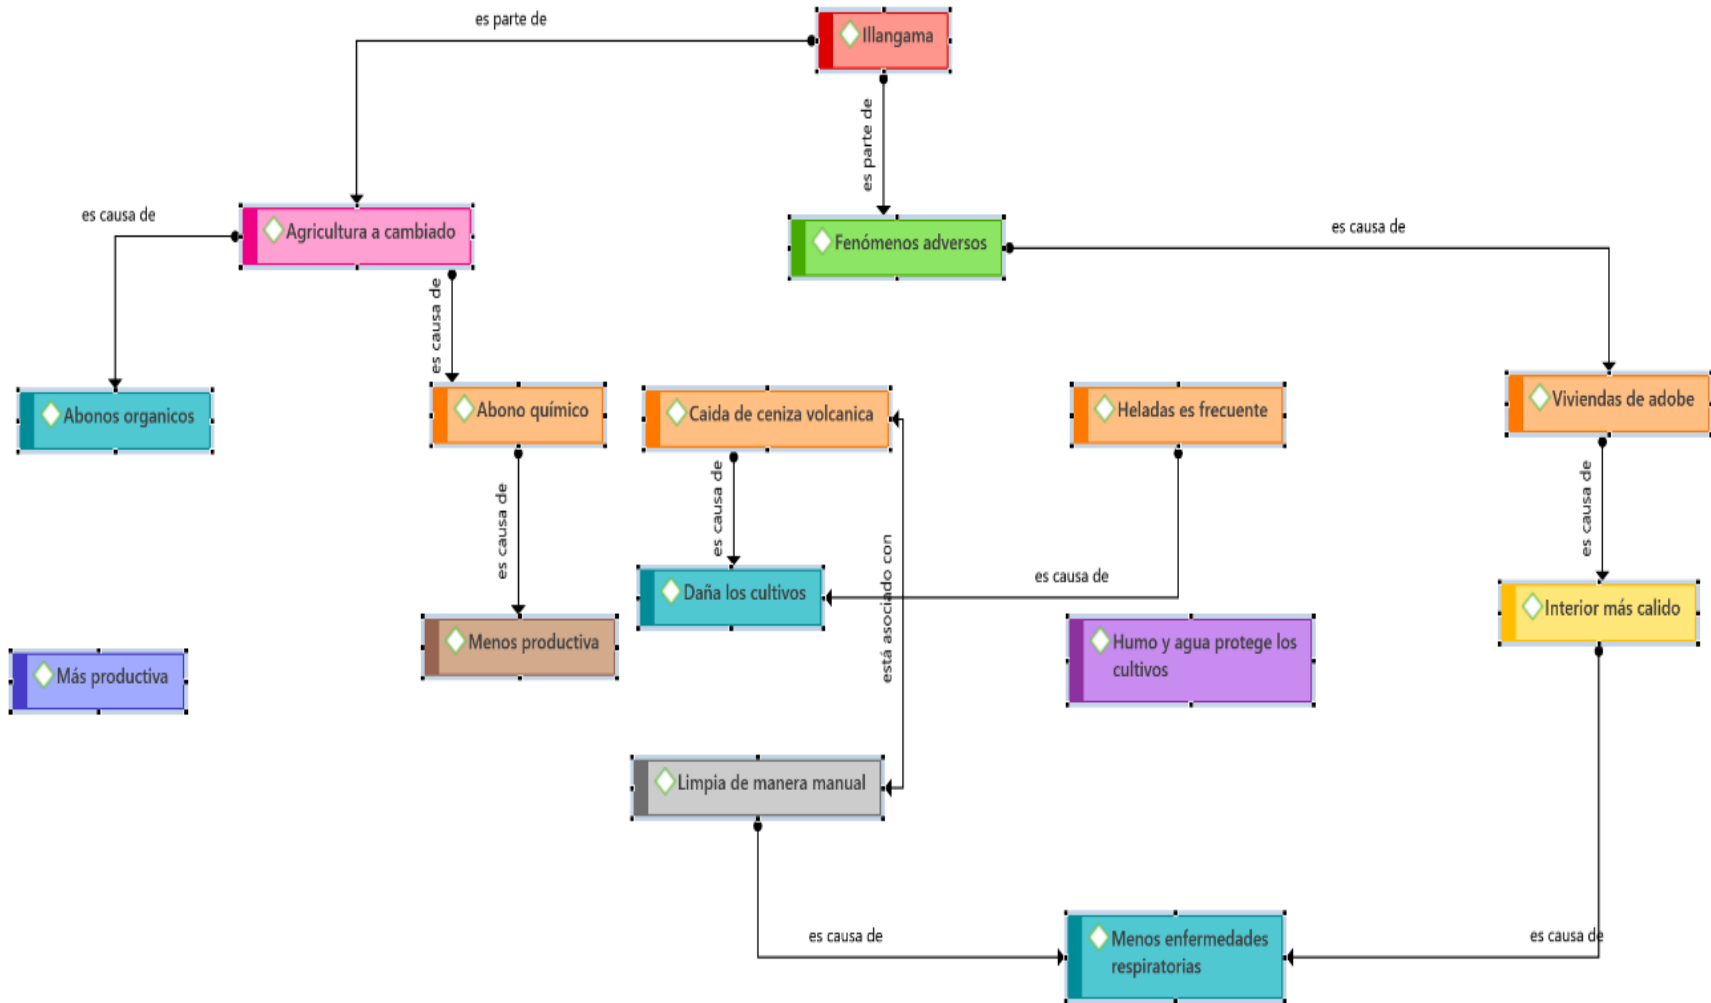 es parte de
Illangama
es parte de
es causa de
Agricultura a cambiado
Fenómenos adversos
es causa de
es causa de
Abonos organicos
Abono químico
Caida de ceniza volcanica
Heladas es frecuente
Viviendas de adobe
es causa de
es causa de
es causa de
está asociado con
es causa de
Daña los cultivos
Interior más calido
Menos productiva
Humo y agua protege los
cultivos
Más productiva
Limpia de manera manual
es causa de
Menos enfermedades
respiratorias
es causa de